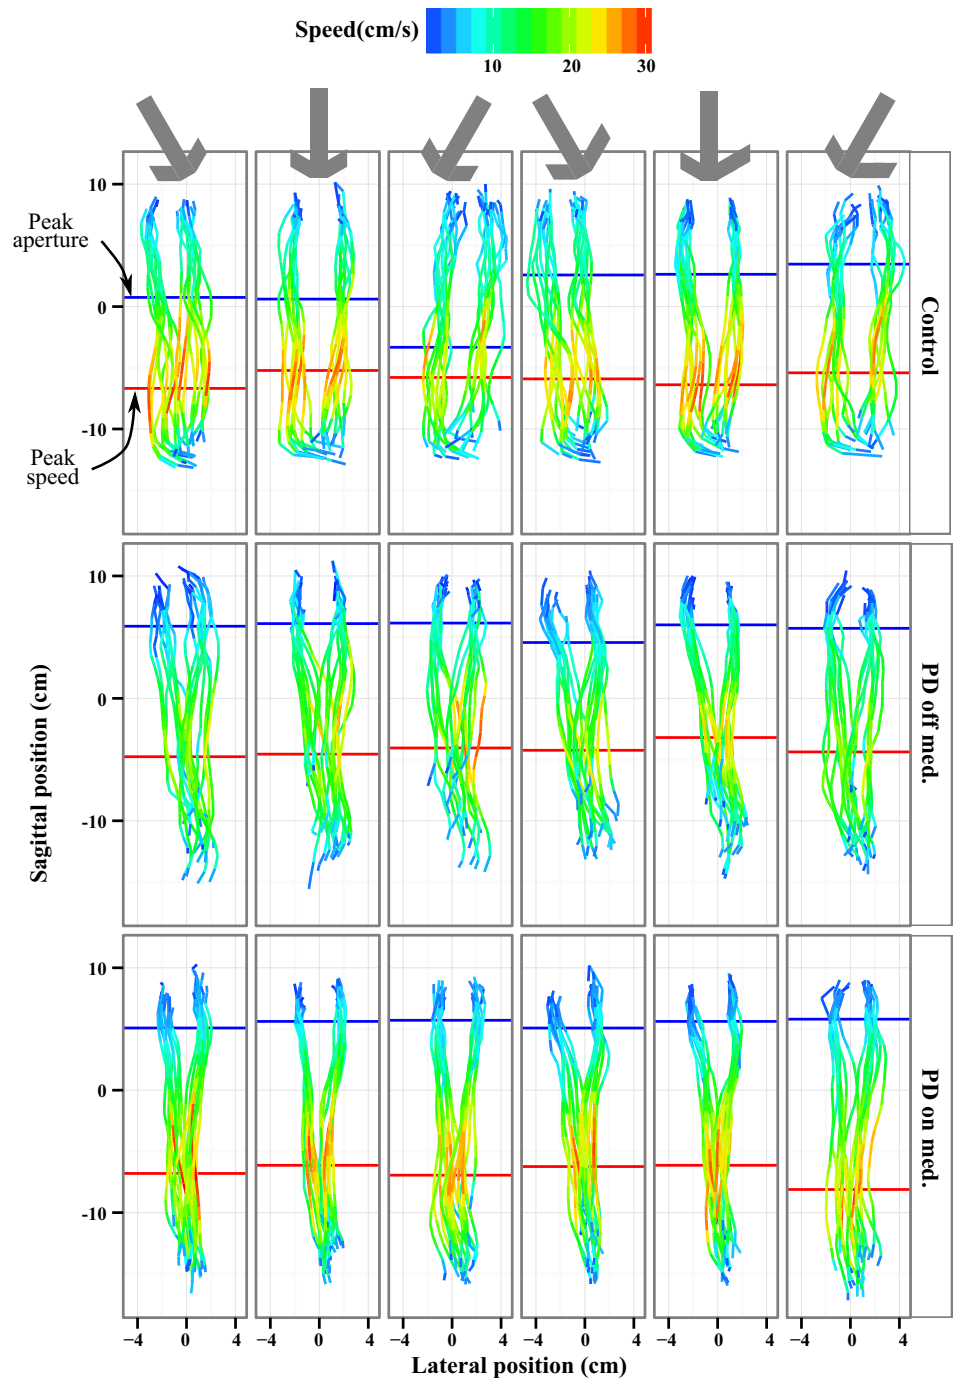 Speed(cm/s)
10 20 30
Peak
aperture
Peak
speed
10
0
-10
Control
10
0
-10
PD off med.
10
0
-10
PD on med.
Sagittal position (cm)
−4 0 4 −4 0 4 −4 0 4 −4 0 4 −4 0 4 −4 0 4
Lateral position (cm)